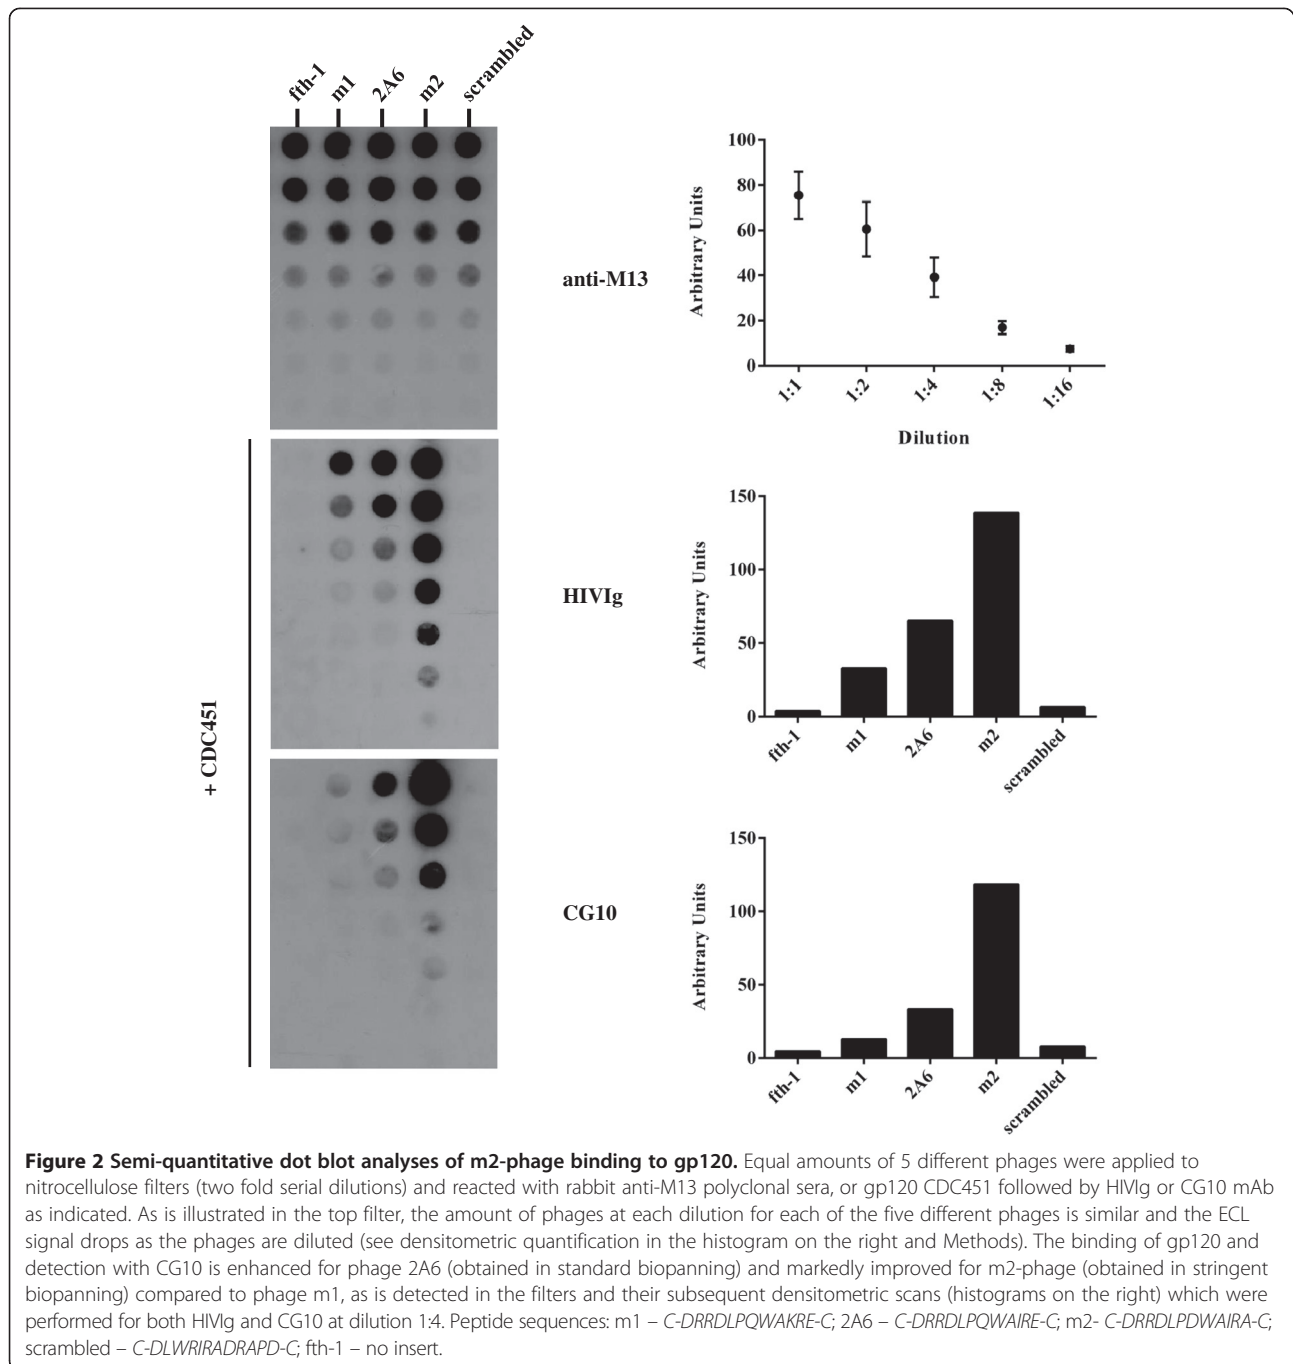 fth-1 m1 2A6 m2 scrambled
anti-M13
100
80
60
40
20
0
Arbitrary Units
1:1 1:2 1:4 1:8 1:16
Dilution
+ CDC451
HIVIg
150
100
50
0
Arbitrary Units
fth-1 m1 2A6 m2 scrambled
CG10
150
100
50
0
Arbitrary Units
fth-1 m1 2A6 m2 scrambled
Figure 2 Semi-quantitative dot blot analyses of m2-phage binding to gp120. Equal amounts of 5 different phages were applied to
nitrocellulose filters (two fold serial dilutions) and reacted with rabbit anti-M13 polyclonal sera, or gp120 CDC451 followed by HIVIg or CG10 mAb
as indicated. As is illustrated in the top filter, the amount of phages at each dilution for each of the five different phages is similar and the ECL
signal drops as the phages are diluted (see densitometric quantification in the histogram on the right and Methods). The binding of gp120 and
detection with CG10 is enhanced for phage 2A6 (obtained in standard biopanning) and markedly improved for m2-phage (obtained in stringent
biopanning) compared to phage m1, as is detected in the filters and their subsequent densitometric scans (histograms on the right) which were
performed for both HIVIg and CG10 at dilution 1:4. Peptide sequences: m1 – C-DRRDLPQWAKRE-C; 2A6 – C-DRRDLPQWAIRE-C; m2- C-DRRDLPDWAIRA-C;
scrambled – C-DLWRIRADRAPD-C; fth-1 – no insert.